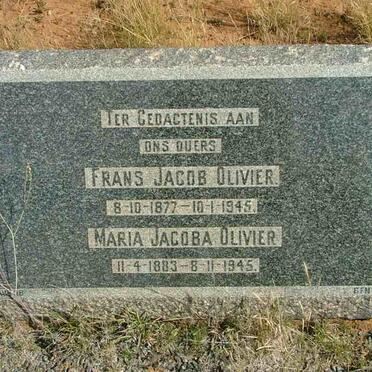 TER GEDACTENIS AAN
ONS OUERS
FRANS JACOB OLIVIER.
8-10-1877-10-1-1945.
MARIA JACOBA OLIVIER
11-4-1883-8-11-1945.